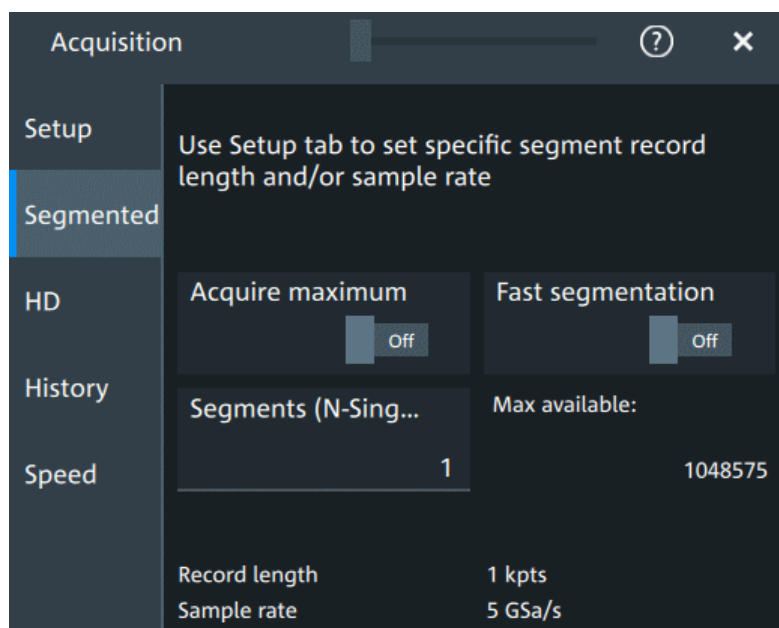 Acquisition
?
Setup
Segmented
HD
History
Speed
Use Setup tab to set specific segment record
length and/or sample rate
Acquire maximum
Off
Fast segmentation
Off
Segments (N-Sing...
1
Max available:
1048575
Record length 1 kpts
Sample rate 5 GSa/s